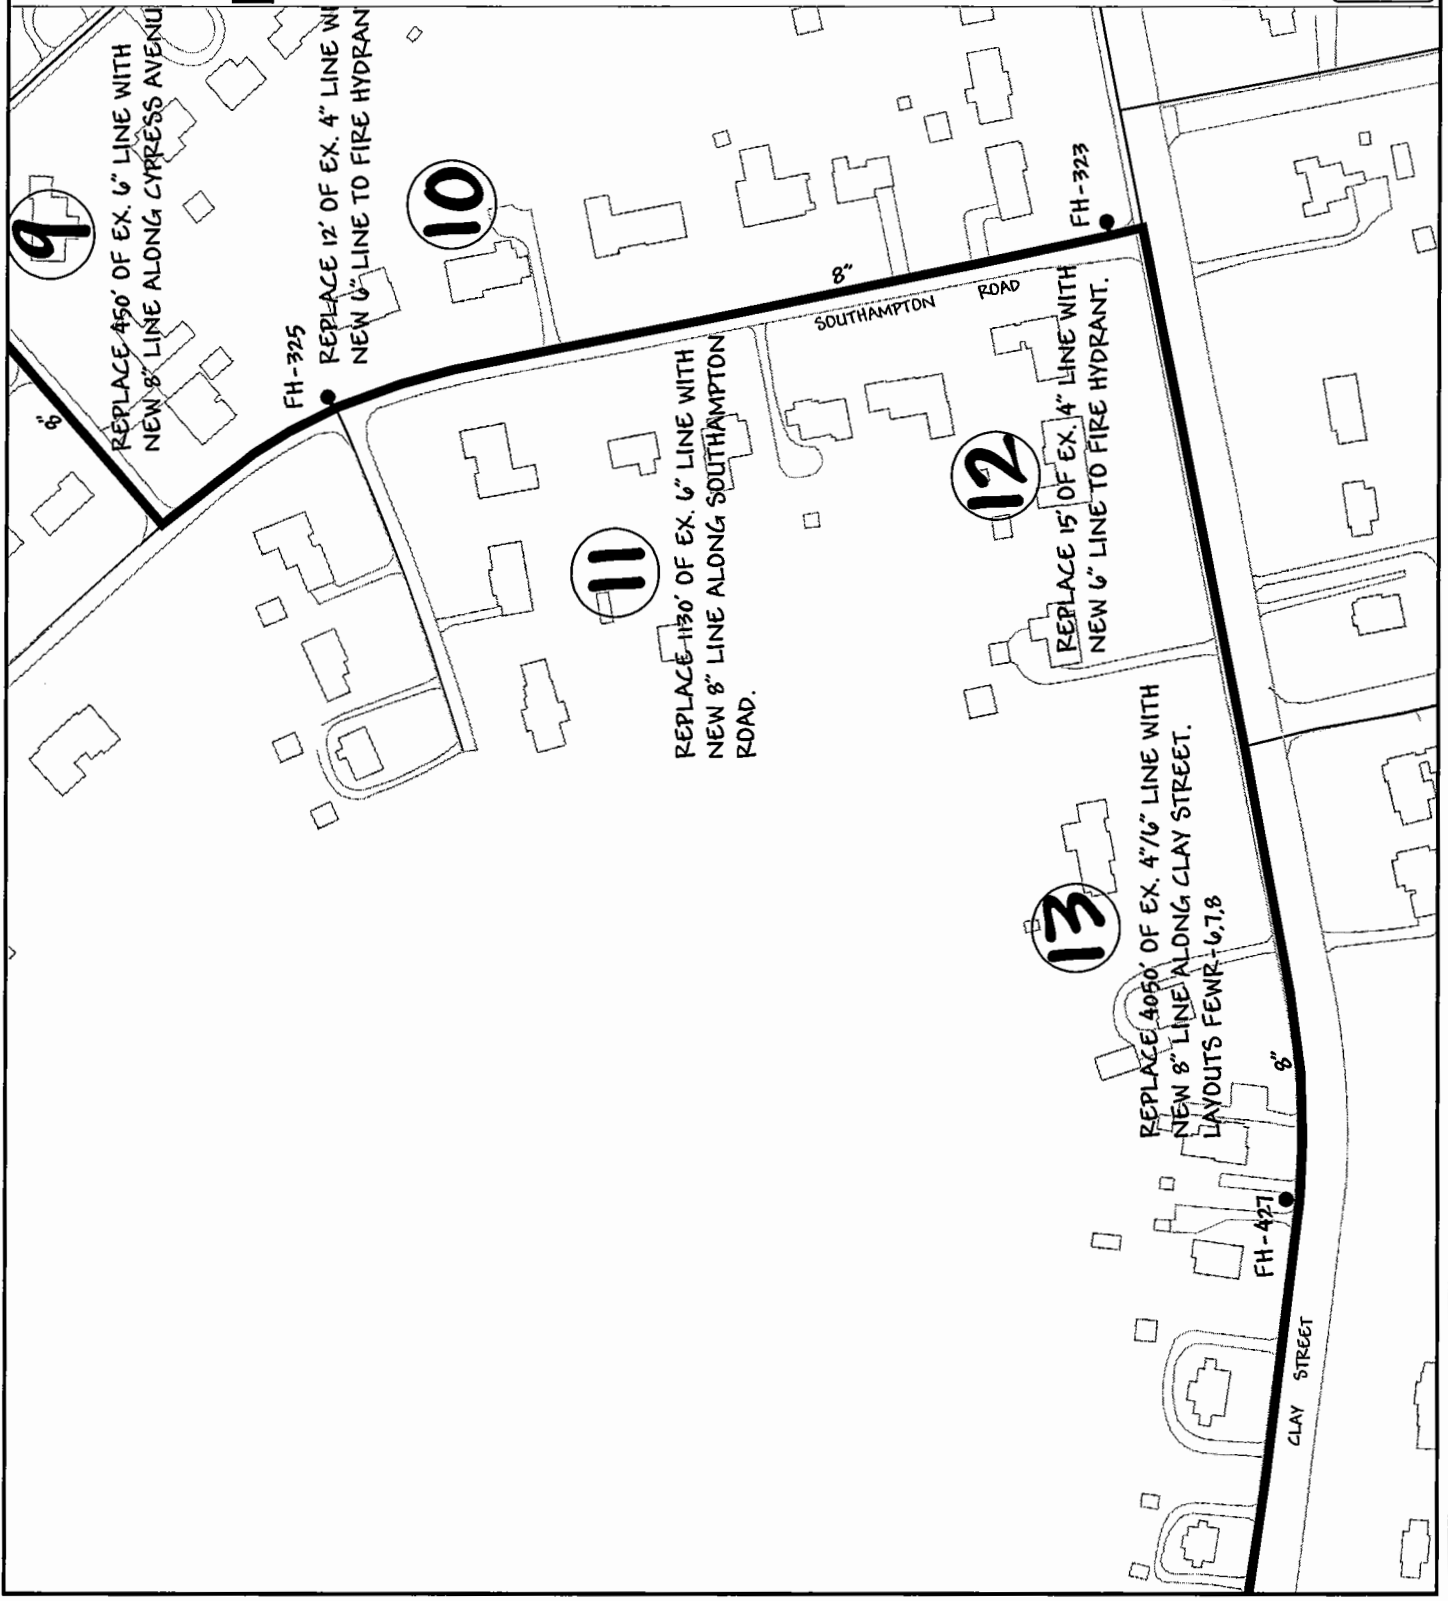 9
REPLACE 450' OF EX. 6" LINE WITH
NEW 8" LINE ALONG CYPRESS AVENU
8"
FH-325
REPLACE 12' OF EX. 4" LINE WI
NEW 6" LINE TO FIRE HYDRANT
10
8"
SOUTHAMPTON ROAD
FH-323
11
REPLACE 1130' OF EX. 6" LINE WITH
NEW 8" LINE ALONG SOUTHAMPTON
ROAD.
12
REPLACE 15' OF EX. 4" LINE WITH
NEW 6" LINE TO FIRE HYDRANT.
13
REPLACE 4050' OF EX. 4"/6" LINE WITH
NEW 8" LINE ALONG CLAY STREET.
LAYOUTS FEWR-6,7,8
8"
FH-427
CLAY STREET